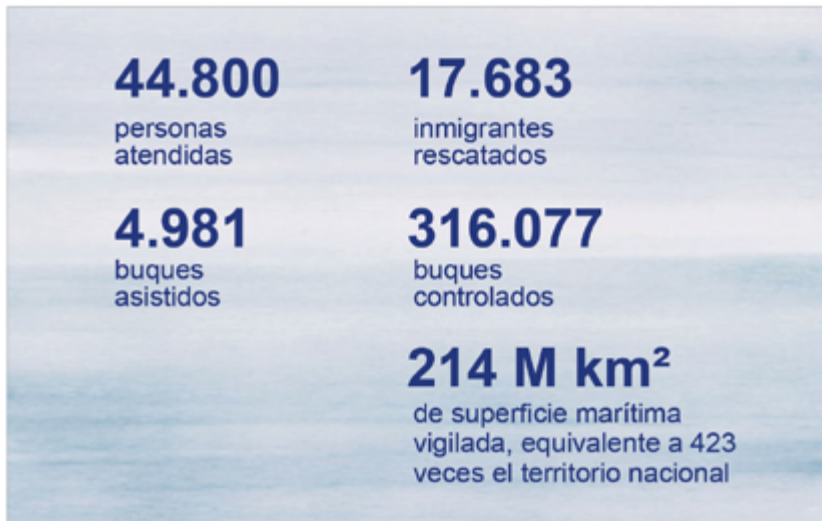 44.800
personas
atendidas
17.683
inmigrantes
rescatados
4.981
buques
asistidos
316.077
buques
controlados
214 M km²
de superficie marítima
vigilada, equivalente a 423
veces el territorio nacional